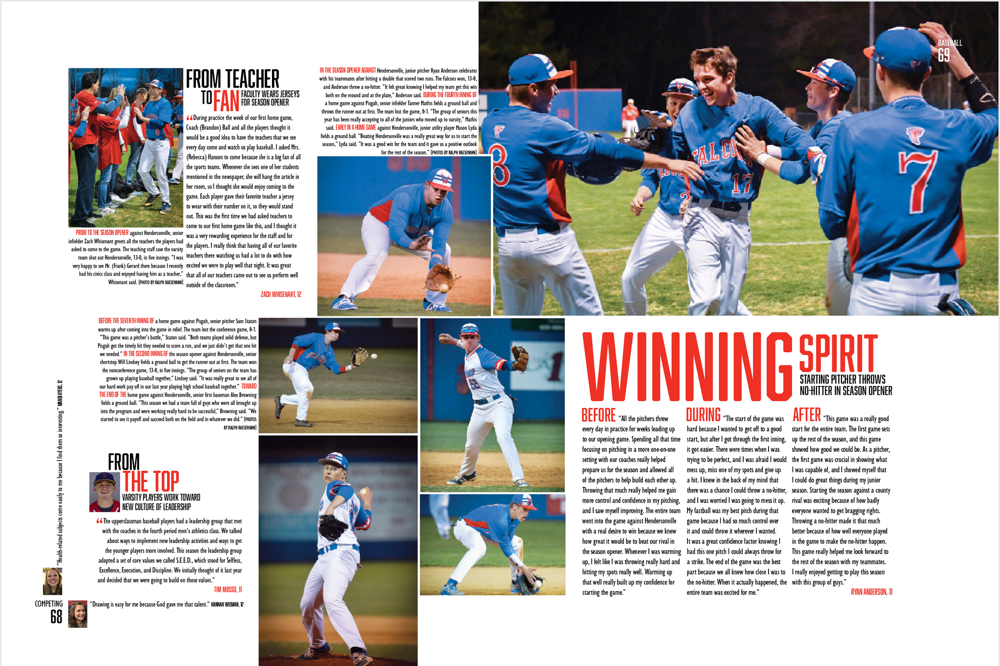 BASEBALL
69
FROM TEACHER
TO FAN
FACULTY WEARS JERSEYS
FOR SEASON OPENER
“During practice the week of our first home game,
Coach (Brandon) Ball and all the players thought it
would be a good idea to have the teachers that we see
every day come and watch us play baseball. I asked Mrs.
(Rebecca) Hanson to come because she is a big fan of all
the sports teams. Whenever she sees one of her students
mentioned in the newspaper, she will hang the article in
her room, so I thought she would enjoy coming to the
game. Each player gave their favorite teacher a jersey
to wear with their number on it, so they would stand
out. This was the first time we had asked teachers to
come to our first home game like this, and I thought it
was a very rewarding experience for the staff and for
the players. I really think that having all of our favorite
teachers there watching us had a lot to do with how
excited we were to play well that night. It was great
that all of our teachers came out to see us perform well
outside of the classroom.”
ZACH WHISENANT, 12
PRIOR TO THE SEASON OPENER against Hendersonville, senior
infielder Zach Whisenant greets all the teachers the players had
asked to come to the game. The teaching staff saw the varsity
team shut out Hendersonville, 13-0, in five innings. “I was
very happy to see Mr. (Frank) Gerard there because I recently
had his civics class and enjoyed having him as a teacher,”
Whisenant said. [PHOTO BY RALPH RAESEMANN]
IN THE SEASON OPENER AGAINST Hendersonville, junior pitcher Ryan Anderson celebrates
with his teammates after hitting a double that scored two runs. The Falcons won, 13-0,
and Anderson threw a no-hitter. “It felt great knowing I helped my team get this win
both on the mound and at the plate,” Anderson said. DURING THE FOURTH INNING OF
a home game against Pisgah, senior infielder Tanner Mathis fields a ground ball and
throws the runner out at first. The team lost the game, 0-1. “The group of seniors this
year has been really accepting to all of the juniors who moved up to varsity,” Mathis
said. EARLY IN A HOME GAME against Hendersonville, junior utility player Mason Lyda
fields a ground ball. “Beating Hendersonville was a really great way for us to start the
season,” Lyda said. “It was a good win for the team and it gave us a positive outlook
for the rest of the season.” [PHOTOS BY RALPH RAESEMANN]
8
FALCONS
17
7
BEFORE THE SEVENTH INNING OF a home game against Pisgah, senior pitcher Sam Staton
warms up after coming into the game in relief. The team lost the conference game, 0-1.
“This game was a pitcher’s battle,” Staton said. “Both teams played solid defense, but
Pisgah got the timely hit they needed to score a run, and we just didn’t get that one hit
we needed.” IN THE SECOND INNING OF the season opener against Hendersonville, senior
shortstop Will Lindsey fields a ground ball to get the runner out at first. The team won
the nonconference game, 13-0, in five innings. “The group of seniors on the team has
grown up playing baseball together,” Lindsey said. “It was really great to see all of
our hard work pay off in our last year playing high school baseball together.” TOWARD
THE END OF THE home game against Hendersonville, senior first baseman Alex Browning
fields a ground ball. “This season we had a team full of guys who were all brought up
into the program and were working really hard to be successful,” Browning said. “We
started to see it payoff and succeed both on the field and in whatever we did.” [PHOTOS
BY RALPH RAESEMANN]
FROM
THE TOP
VARSITY PLAYERS WORK TOWARD
NEW CULTURE OF LEADERSHIP
“The upperclassman baseball players had a leadership group that met
with the coaches in the fourth period men’s athletics class. We talked
about ways to implement new leadership activities and ways to get
the younger players more involved. This season the leadership group
adopted a set of core values we called S.E.E.D., which stood for Selfless,
Excellence, Execution, and Discipline. We initially thought of it last year
and decided that we were going to build on those values.”
TIM MOSSO, 11
“Health-related subjects come easily to me because I find them so interesting.” MANDI AYERS, 12
COMPETING
68
“Drawing is easy for me because God gave me that talent.” HANNAH WIEMAN, 12
WINNING
SPIRIT
STARTING PITCHER THROWS
NO-HITTER IN SEASON OPENER
BEFORE “All the pitchers threw
every day in practice for weeks leading up
to our opening game. Spending all that time
focusing on pitching in a more one-on-one
setting with our coaches really helped
prepare us for the season and allowed all
of the pitchers to help build each other up.
Throwing that much really helped me gain
more control and confidence in my pitching,
and I saw myself improving. The entire team
went into the game against Hendersonville
with a real desire to win because we knew
how great it would be to beat our rival in
the season opener. Whenever I was warming
up, I felt like I was throwing really hard and
hitting my spots really well. Warming up
that well really built up my confidence for
starting the game.”
DURING “The start of the game was
hard because I wanted to get off to a good
start, but after I got through the first inning,
it got easier. There were times when I was
trying to be perfect, and I was afraid I would
mess up, miss one of my spots and give up
a hit. I knew in the back of my mind that
there was a chance I could throw a no-hitter,
and I was worried I was going to mess it up.
My fastball was my best pitch during that
game because I had so much control over
it and could throw it wherever I wanted.
It was a great confidence factor knowing I
had this one pitch I could always throw for
a strike. The end of the game was the best
part because we all knew how close I was to
the no-hitter. When it actually happened, the
entire team was excited for me.”
AFTER “This game was a really good
start for the entire team. The first game sets
up the rest of the season, and this game
showed how good we could be. As a pitcher,
the first game was crucial in showing what
I was capable of, and I showed myself that
I could do great things during my junior
season. Starting the season against a county
rival was exciting because of how badly
everyone wanted to get bragging rights.
Throwing a no-hitter made it that much
better because of how well everyone played
in the game to make the no-hitter happen.
This game really helped me look forward to
the rest of the season with my teammates.
I really enjoyed getting to play this season
with this group of guys.”
RYAN ANDERSON, 11